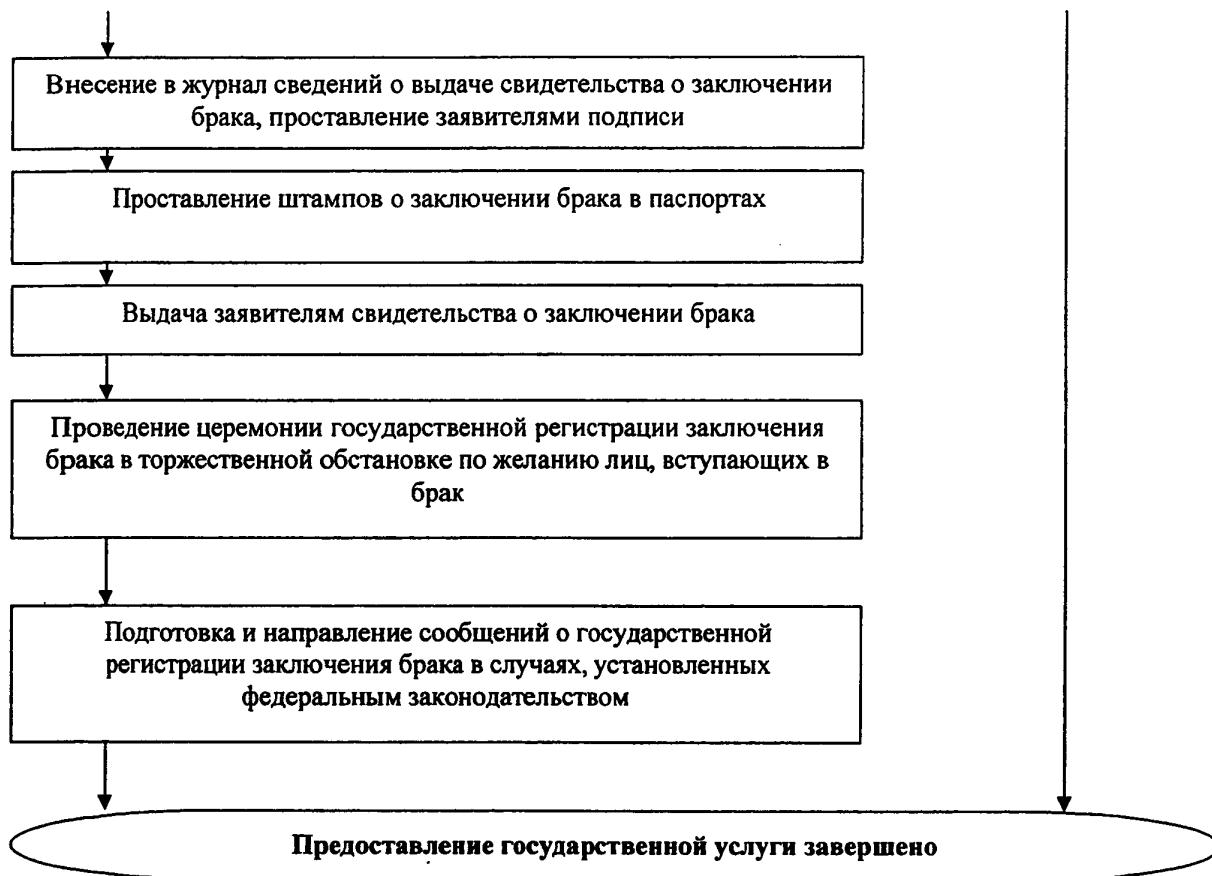 Внесение в журнал сведений о выдаче свидетельства о заключении
брака, проставление заявителями подписи
Проставление штампов о заключении брака в паспортах
Выдача заявителям свидетельства о заключении брака
Проведение церемонии государственной регистрации заключения
брака в торжественной обстановке по желанию лиц, вступающих в
брак
Подготовка и направление сообщений о государственной
регистрации заключения брака в случаях, установленных
федеральным законодательством
Предоставление государственной услуги завершено